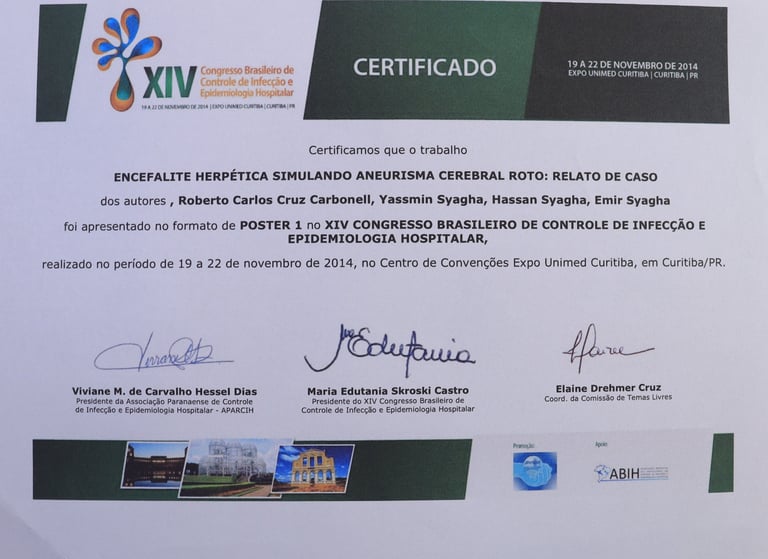 XIV Congresso Brasileiro de
Controle de Infecção e
Epidemiologia Hospitalar
19 A 22 DE NOVEMBRO DE 2014 | EXPO UNIMED CURITIBA | CURITIBA | PR
CERTIFICADO
19 A 22 DE NOVEMBRO DE 2014
EXPO UNIMED CURITIBA | CURITIBA | PR
Certificamos que o trabalho
ENCEFALITE HERPÉTICA SIMULANDO ANEURISMA CEREBRAL ROTO: RELATO DE CASO
dos autores , Roberto Carlos Cruz Carbonell, Yassmin Syagha, Hassan Syagha, Emir Syagha
foi apresentado no formato de POSTER 1 no XIV CONGRESSO BRASILEIRO DE CONTROLE DE INFECÇÃO E
EPIDEMIOLOGIA HOSPITALAR,
realizado no período de 19 a 22 de novembro de 2014, no Centro de Convenções Expo Unimed Curitiba, em Curitiba/PR.
Edutania
Viviane M. de Carvalho Hessel Dias
Presidente da Associação Paranaense de Controle
de Infecção e Epidemiologia Hospitalar - APARCIH
Maria Edutania Skroski Castro
Presidente do XIV Congresso Brasileiro de
Controle de Infecção e Epidemiologia Hospitalar
Elaine Drehmer Cruz
Coord. da Comissão de Temas Livres
Promoção:
Apoio:
ABIH